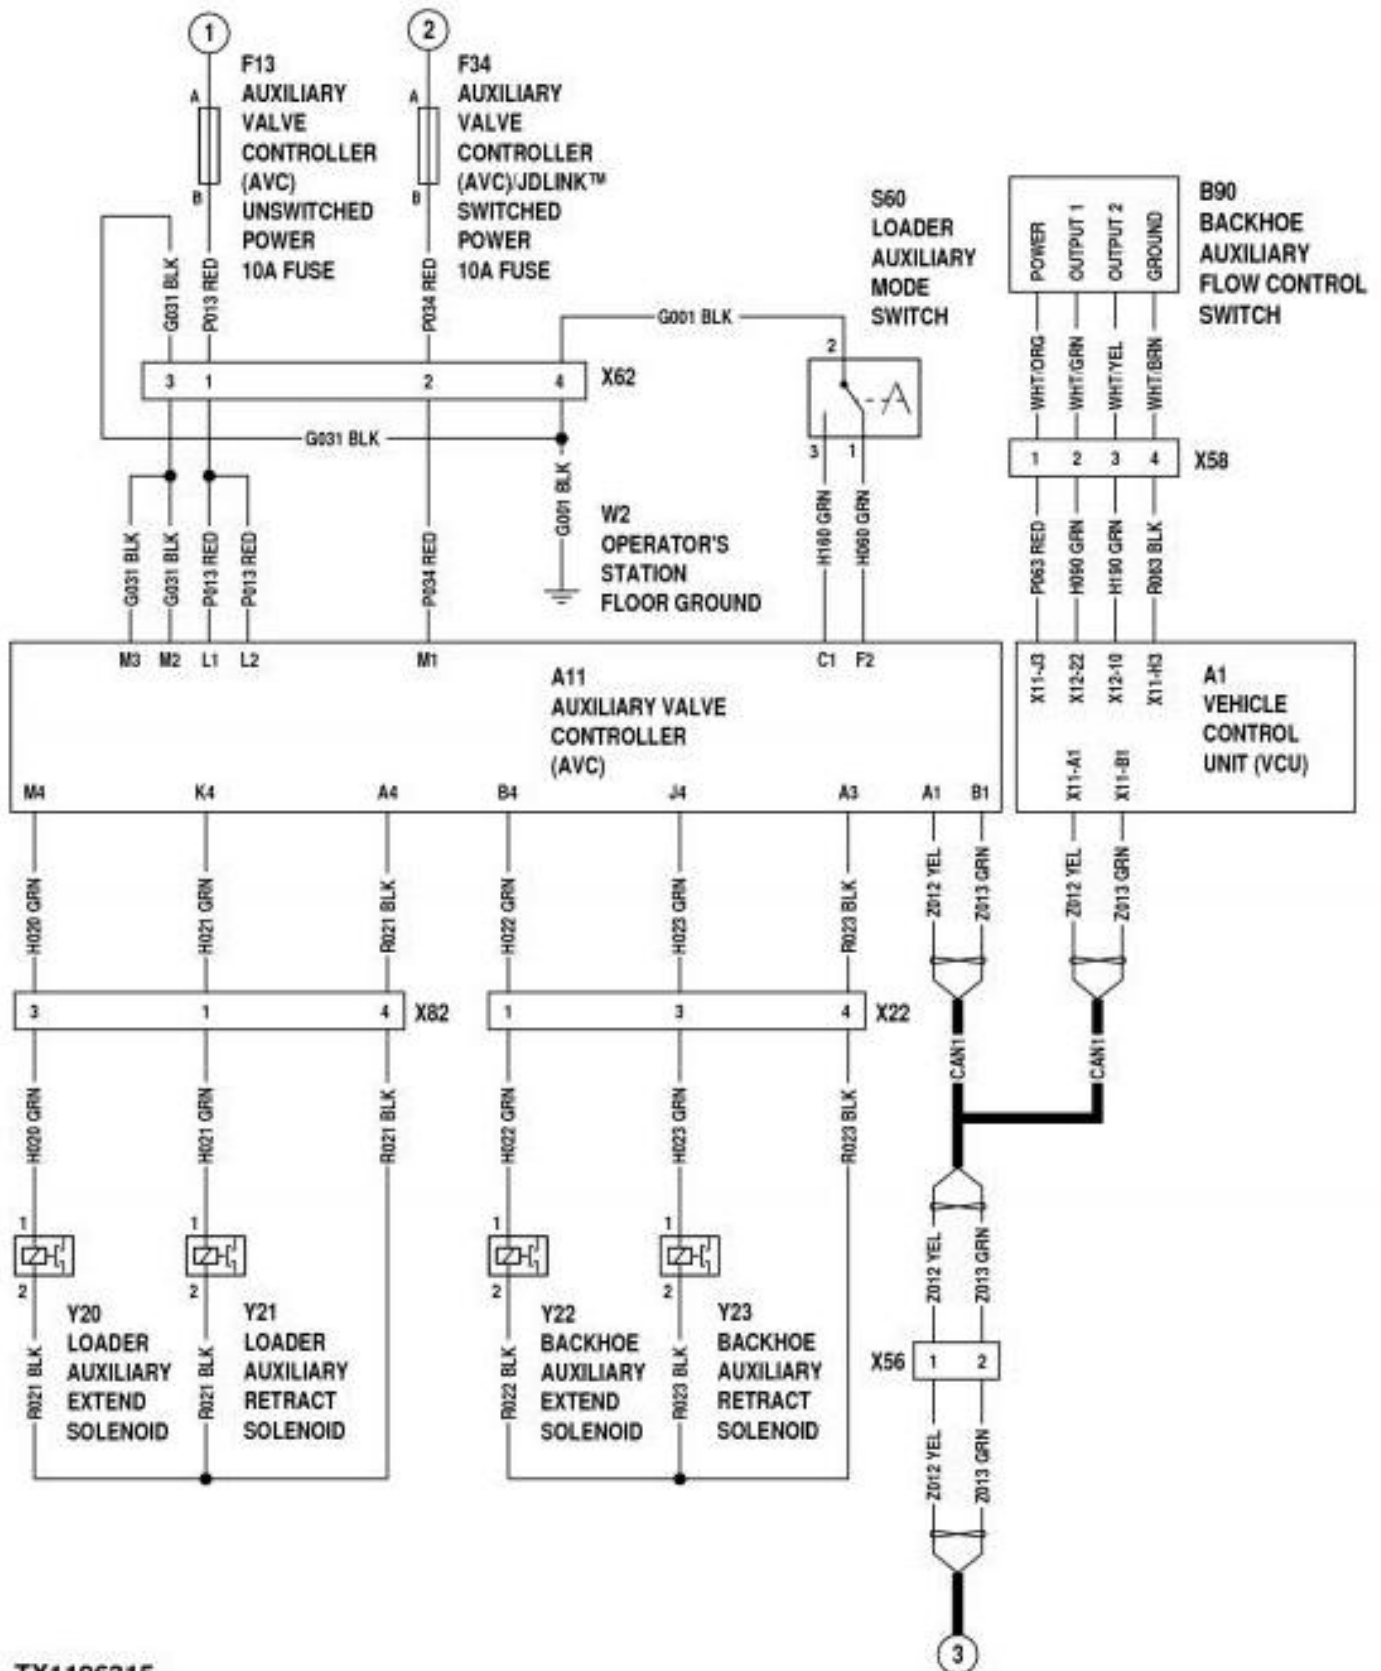 1
2
F13
AUXILIARY
VALVE
CONTROLLER
(AVC)
UNSWITCHED
POWER
10A FUSE
F34
AUXILIARY
VALVE
CONTROLLER
(AVC)/JDLINK™
SWITCHED
POWER
10A FUSE
A
B
A
B
S60
LOADER
AUXILIARY
MODE
SWITCH
POWER
OUTPUT 1
OUTPUT 2
GROUND
B90
BACKHOE
AUXILIARY
FLOW CONTROL
SWITCH
G031 BLK
P013 RED
P034 RED
G001 BLK
2
A
3
1
WHT/ORG
WHT/GRN
WHT/YEL
WHT/BRN
3 1 2 4 X62
G031 BLK
1 2 3 4 X58
G031 BLK
G031 BLK
P013 RED
P013 RED
P034 RED
G001 BLK
W2
OPERATOR'S
STATION
FLOOR GROUND
H160 GRN
H060 GRN
P063 RED
H090 GRN
H190 GRN
R063 BLK
M3 M2 L1 L2 M1 C1 F2
A11
AUXILIARY VALVE
CONTROLLER
(AVC)
X11-J3
X12-22
X12-10
X11-H3
A1
VEHICLE
CONTROL
UNIT (VCU)
X11-A1
X11-B1
M4 K4 A4 B4 J4 A3 A1 B1
H020 GRN
H021 GRN
R021 BLK
H022 GRN
H023 GRN
R023 BLK
Z012 YEL
Z013 GRN
Z012 YEL
Z013 GRN
3 1 4 X82
1 3 4 X22
CAN1
CAN1
H020 GRN
H021 GRN
R021 BLK
H022 GRN
H023 GRN
R023 BLK
1
2
1
2
1
2
1
2
Y20
LOADER
AUXILIARY
EXTEND
SOLENOID
Y21
LOADER
AUXILIARY
RETRACT
SOLENOID
Y22
BACKHOE
AUXILIARY
EXTEND
SOLENOID
Y23
BACKHOE
AUXILIARY
RETRACT
SOLENOID
R021 BLK
R021 BLK
R022 BLK
R023 BLK
Z012 YEL
Z013 GRN
X56 1 2
Z012 YEL
Z013 GRN
3